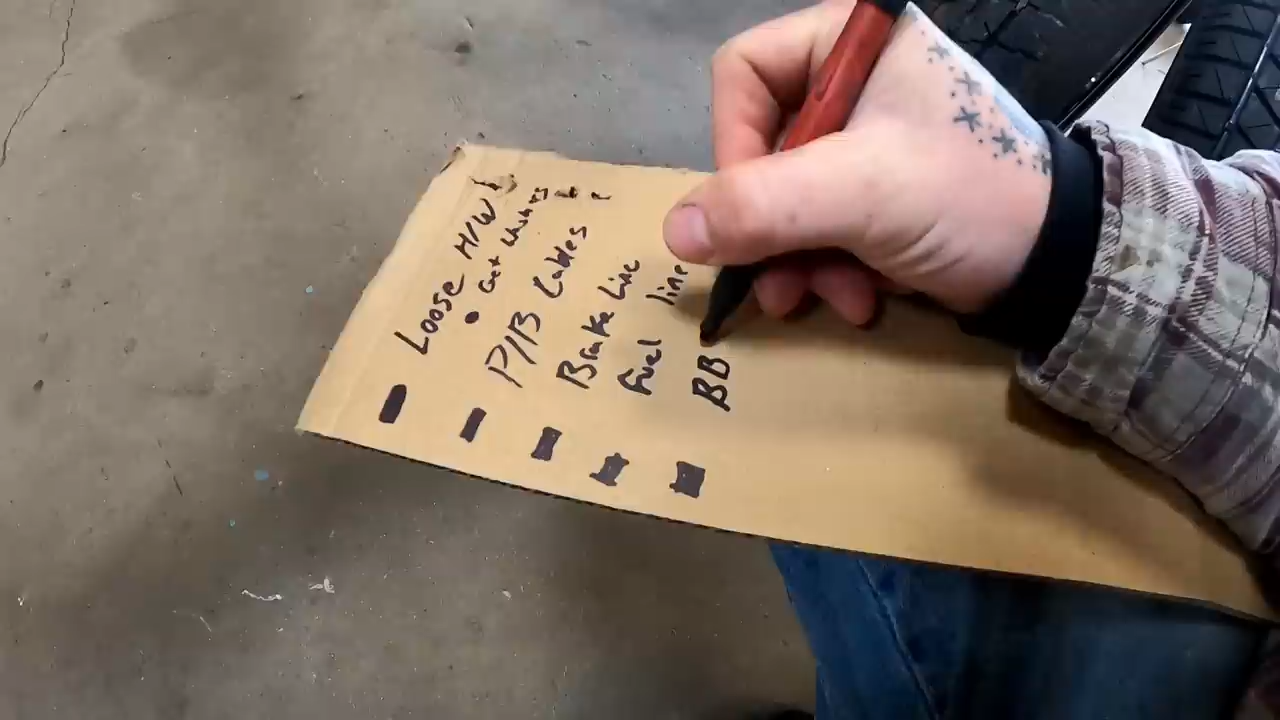 Loose H/W
• Get Washers
P/B Cables
Brake Line
Fuel line
BB